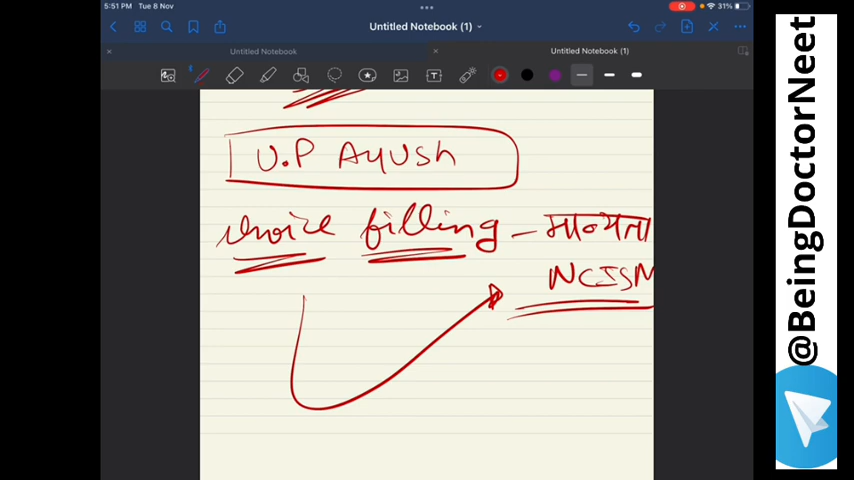 5:51 PM Tue 8 Nov
31%
Untitled Notebook (1)
Untitled Notebook
Untitled Notebook (1)
U.P Ayush
choice filling - मान्यता
NCISM
@BeingDoctorNeet